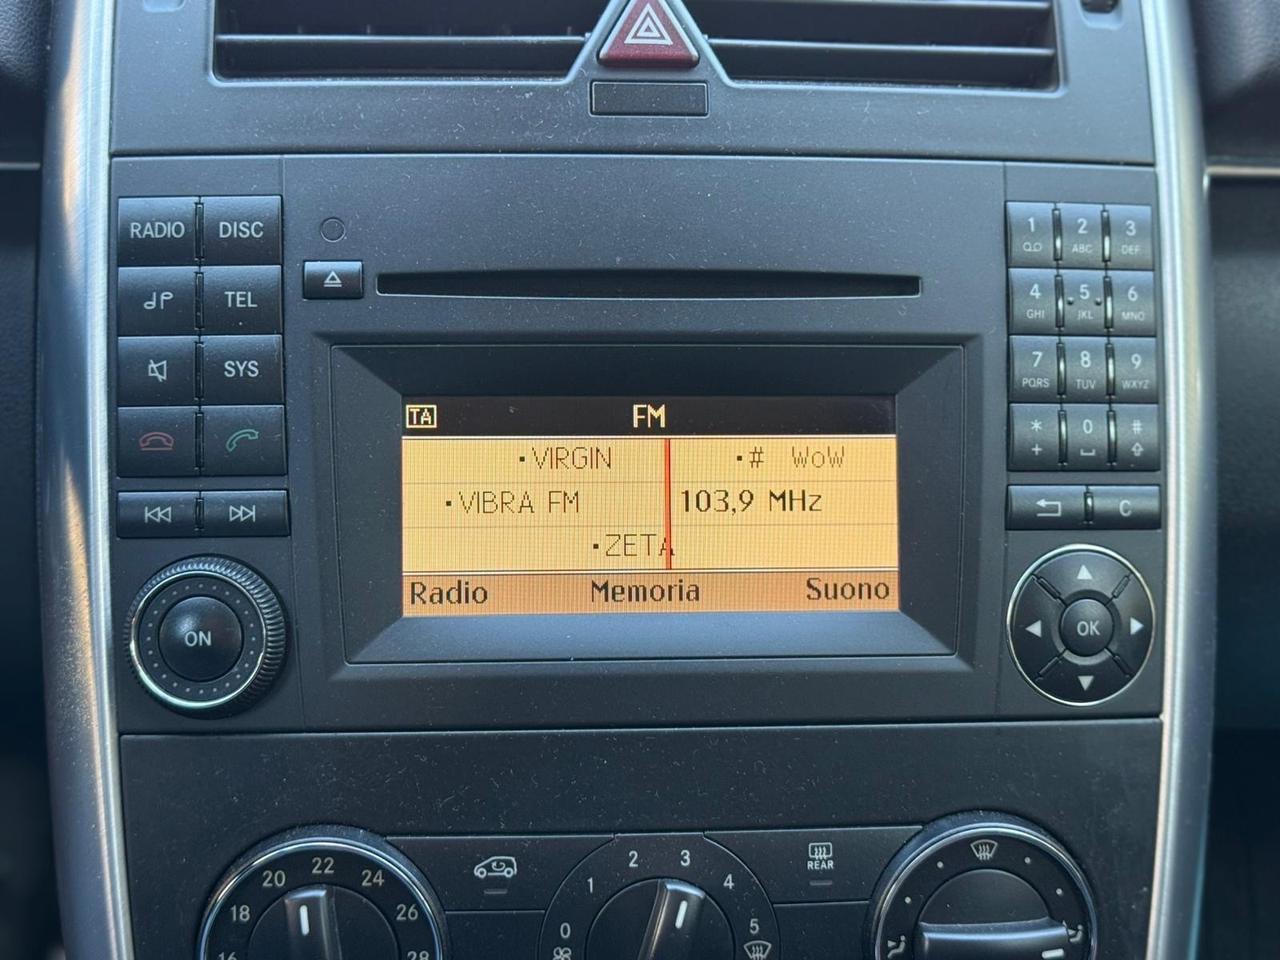 RADIO DISC
TEL
SYS
ON
TA FM
VIRGIN # WoW
VIBRA FM 103,9 MHz
ZETA
Radio Memoria Suono
1 2 3
ABC DEF
4 5 6
GHI JKL MNO
7 8 9
PQRS TUV WXYZ
* 0 #
+
C
OK
16 18 20 22 24 26 28
0 1 2 3 4 5
REAR